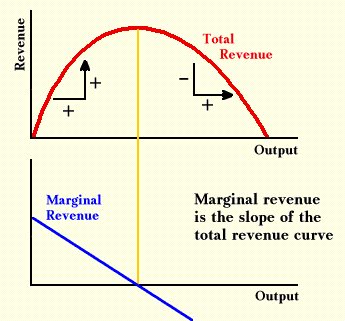 Revenue
Total
Revenue
+
+
−
+
Output
Marginal
Revenue
Marginal revenue
is the slope of the
total revenue curve
Output